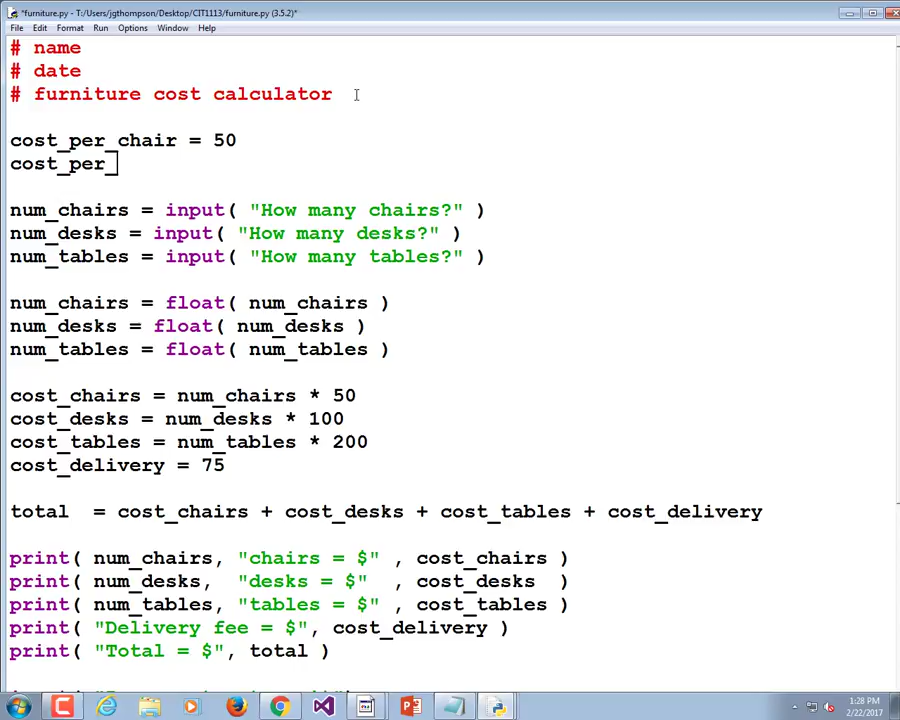 *furniture.py - T:/Users/jgthompson/Desktop/CIT1113/furniture.py (3.5.2)*
File Edit Format Run Options Window Help
# name
# date
# furniture cost calculator
cost_per_chair = 50
cost_per_
num_chairs = input( "How many chairs?" )
num_desks = input( "How many desks?" )
num_tables = input( "How many tables?" )
num_chairs = float( num_chairs )
num_desks = float( num_desks )
num_tables = float( num_tables )
cost_chairs = num_chairs * 50
cost_desks = num_desks * 100
cost_tables = num_tables * 200
cost_delivery = 75
total  = cost_chairs + cost_desks + cost_tables + cost_delivery
print( num_chairs, "chairs = $" , cost_chairs )
print( num_desks,  "desks = $"  , cost_desks  )
print( num_tables, "tables = $" , cost_tables )
print( "Delivery fee = $", cost_delivery )
print( "Total = $", total )
1:28 PM
2/22/2017